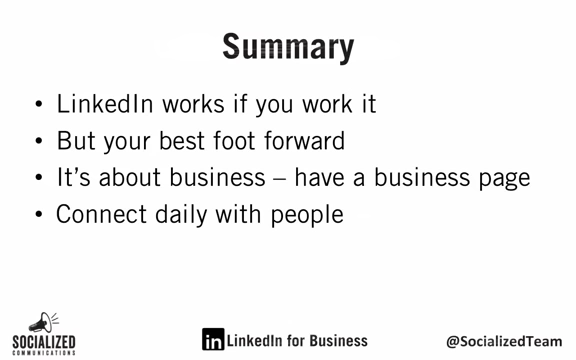 Summary
• LinkedIn works if you work it
• But your best foot forward
• It's about business – have a business page
• Connect daily with people
SOCIALIZED
COMMUNICATIONS
in LinkedIn for Business
@SocializedTeam